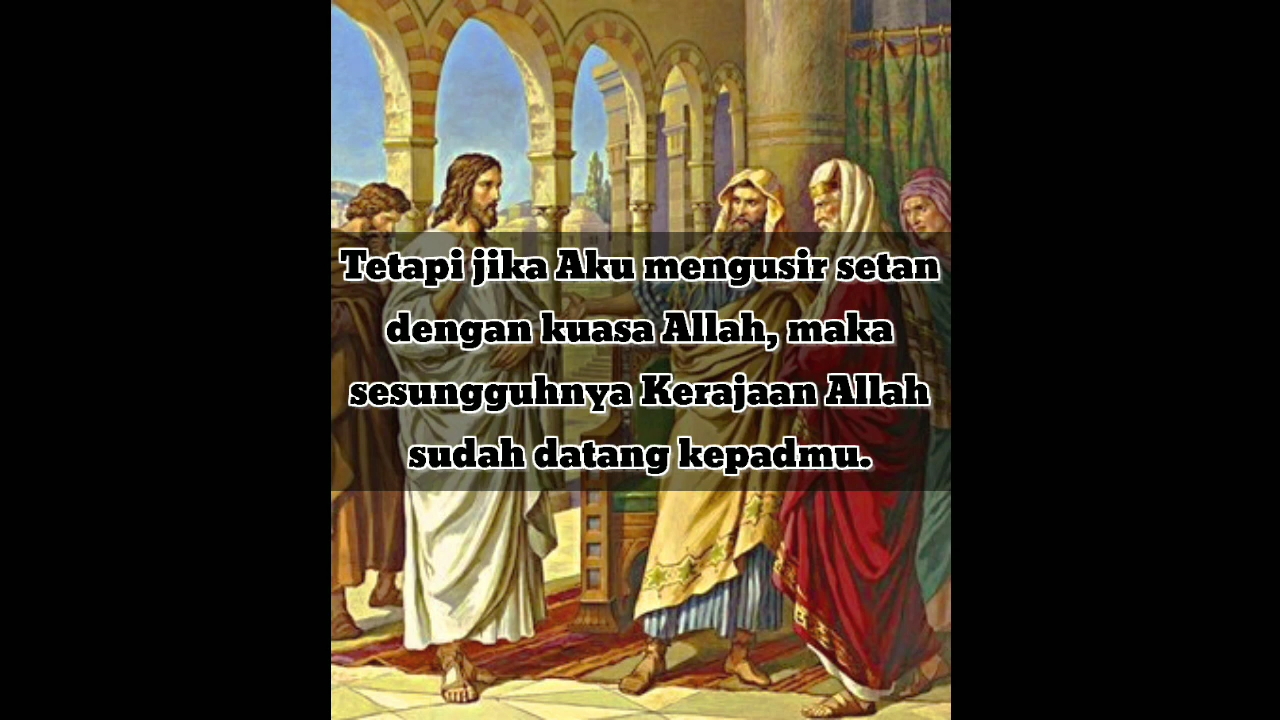 Tetapi jika Aku mengusir setan
dengan kuasa Allah, maka
sesungguhnya Kerajaan Allah
sudah datang kepadmu.